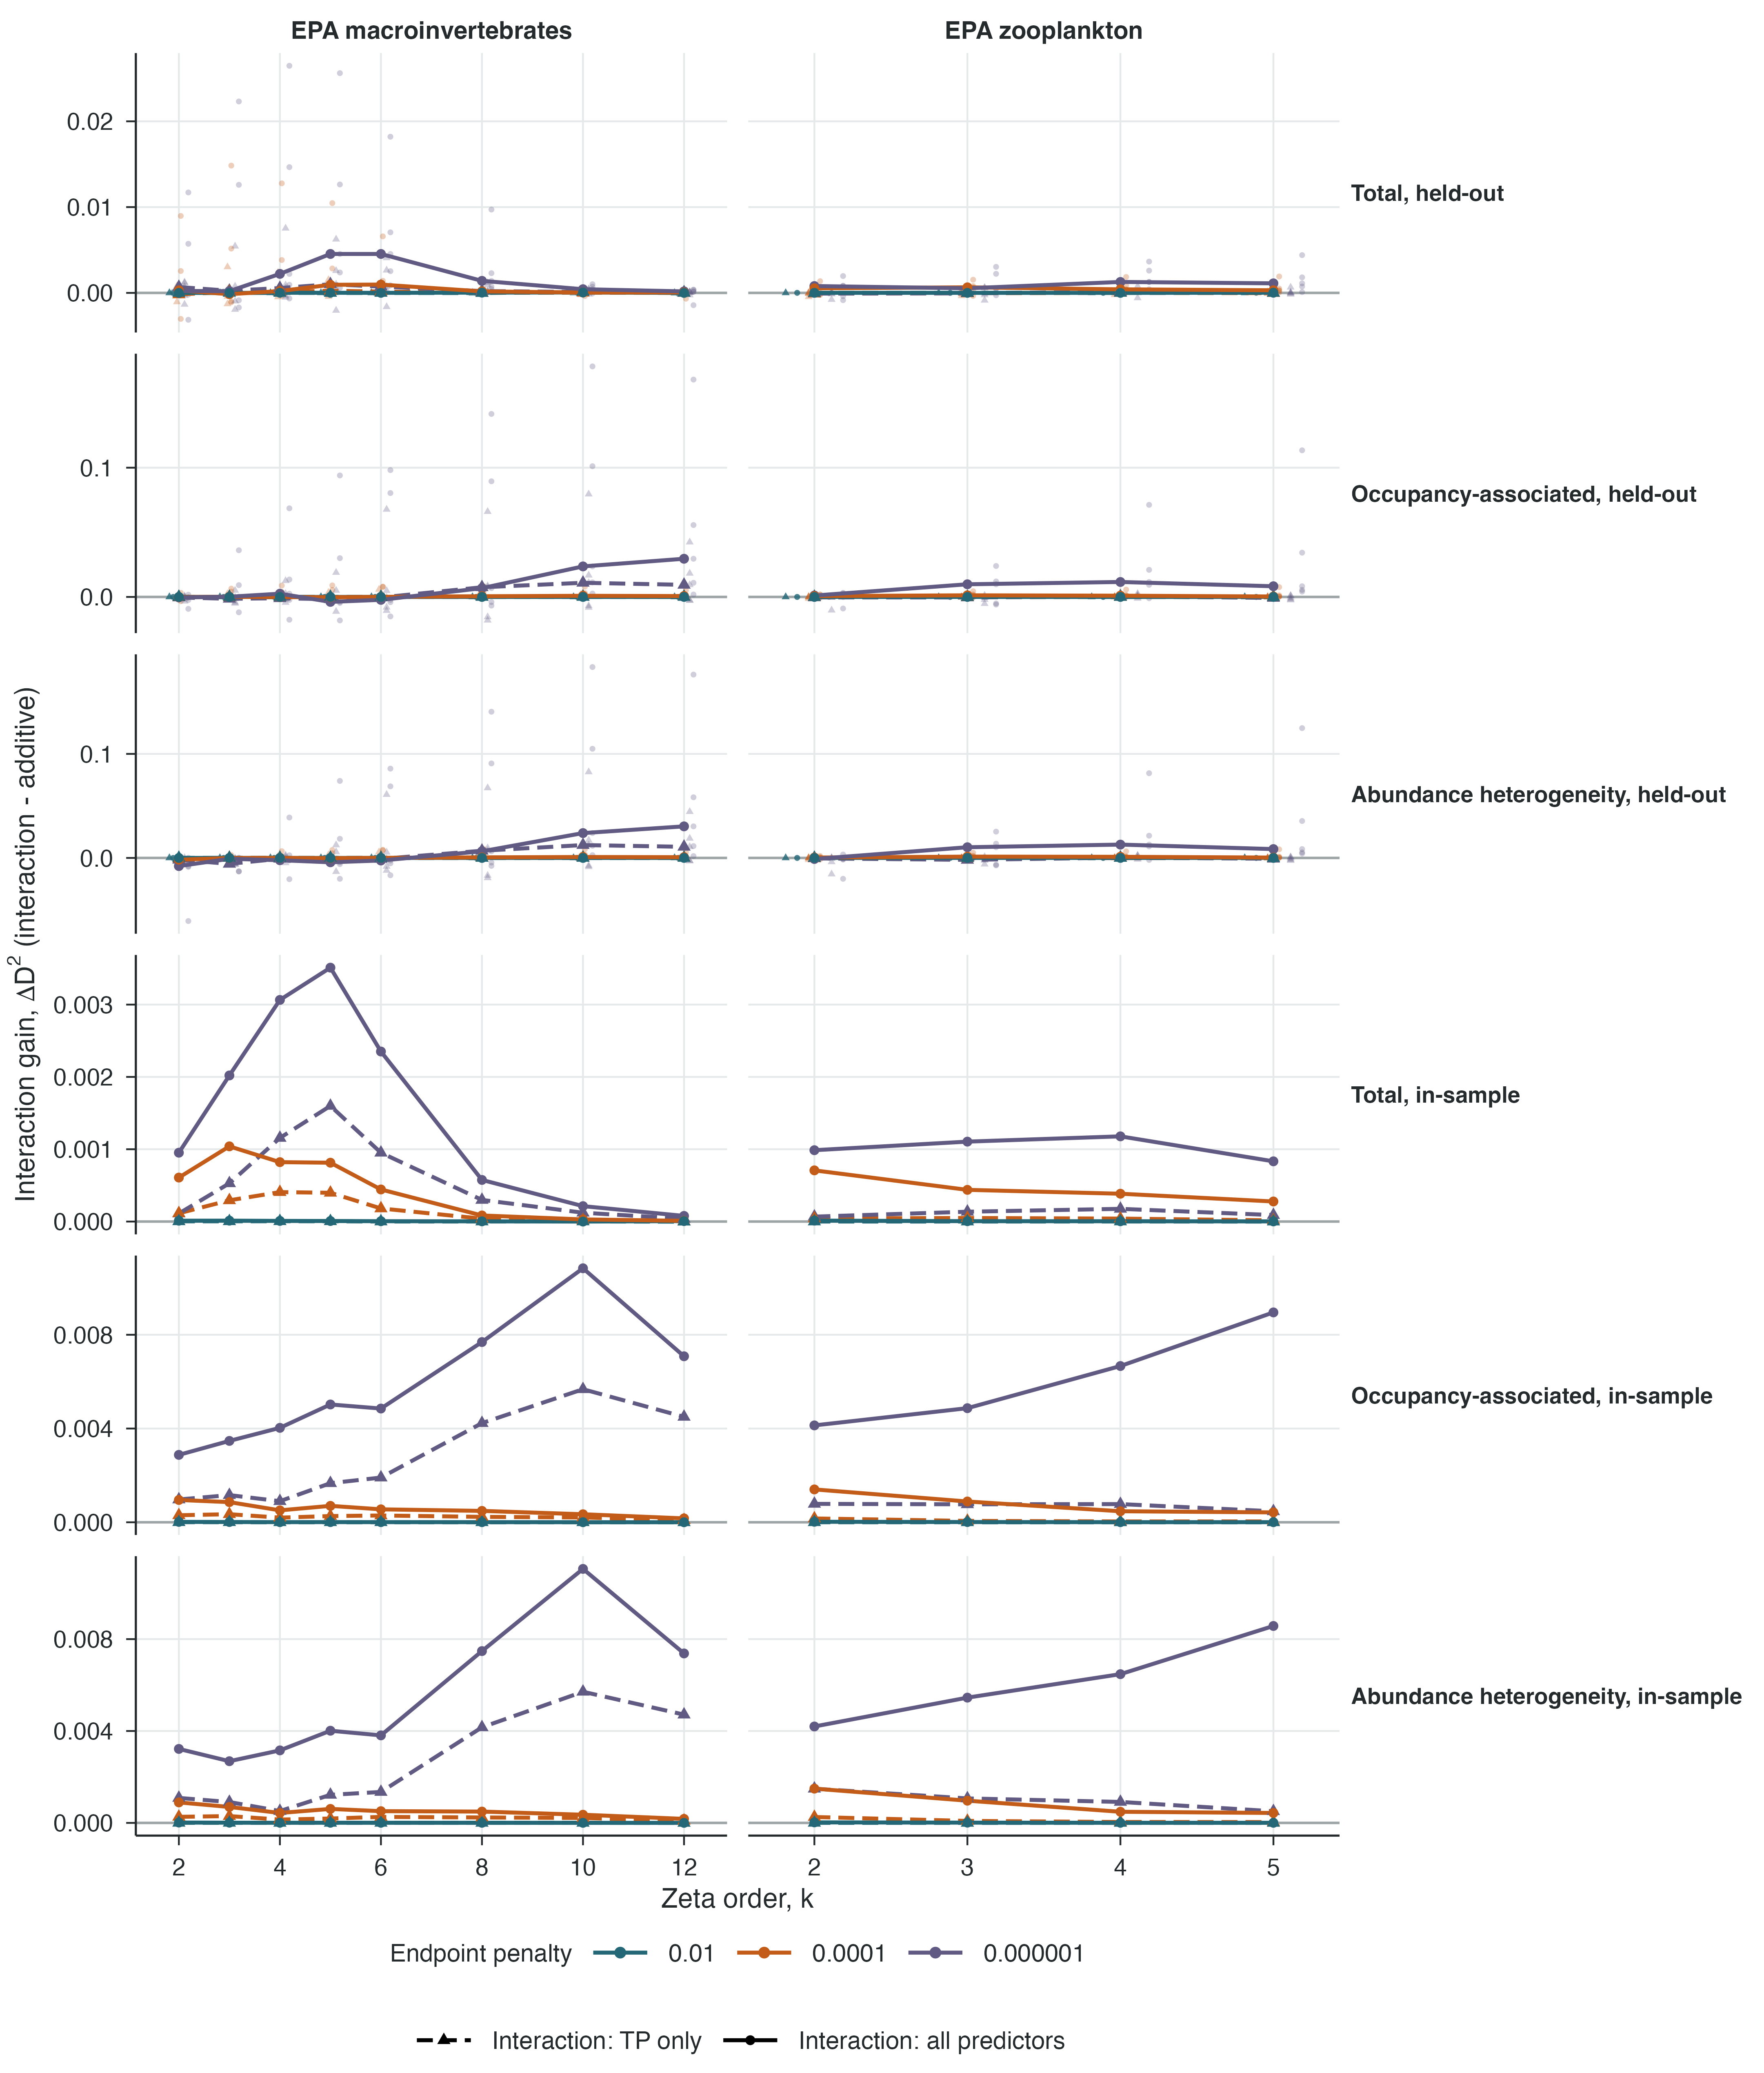 EPA macroinvertebrates
EPA zooplankton
0.02
0.01
0.00
Total, held-out
0.1
0.0
Occupancy-associated, held-out
0.1
0.0
Abundance heterogeneity, held-out
Interaction gain, ΔD² (interaction - additive)
0.003
0.002
0.001
0.000
Total, in-sample
0.008
0.004
0.000
Occupancy-associated, in-sample
0.008
0.004
0.000
Abundance heterogeneity, in-sample
2 4 6 8 10 12
2 3 4 5
Zeta order, k
Endpoint penalty 0.01 0.0001 0.000001
Interaction: TP only Interaction: all predictors